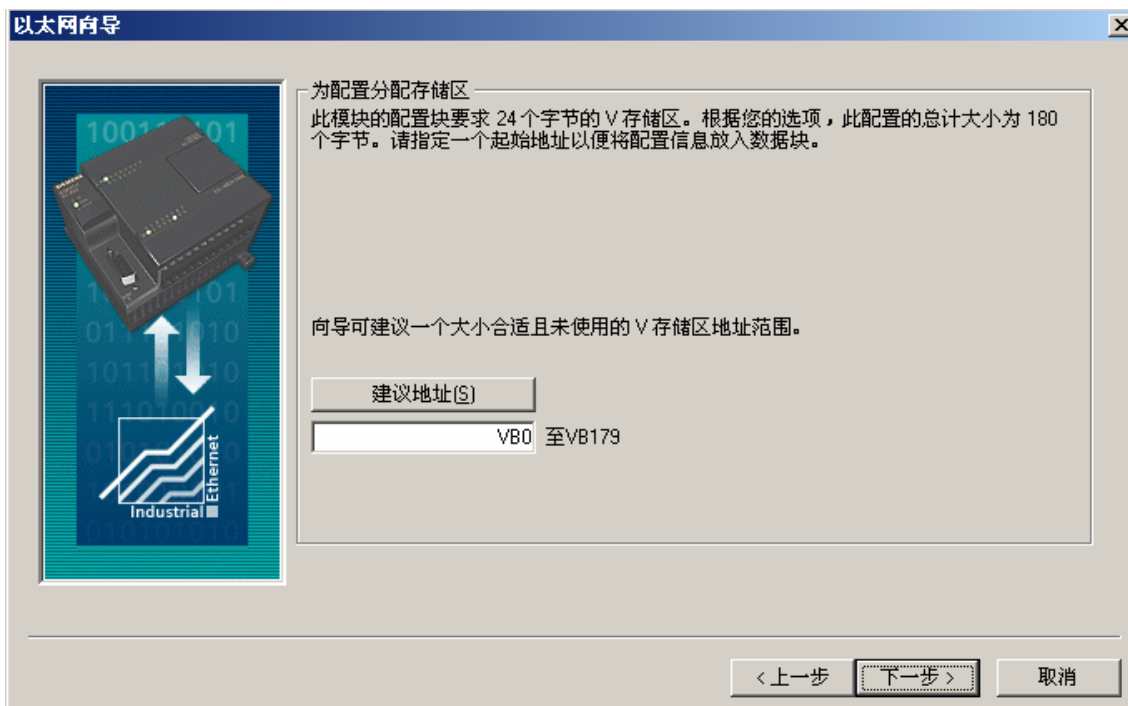 以太网向导
为配置分配存储区
此模块的配置块要求 24 个字节的 V 存储区。根据您的选项，此配置的总计大小为 180
个字节。请指定一个起始地址以便将配置信息放入数据块。
向导可建议一个大小合适且未使用的 V 存储区地址范围。
建议地址(S)
VB0 至VB179
Industrial
Ethernet
<上一步
下一步>
取消